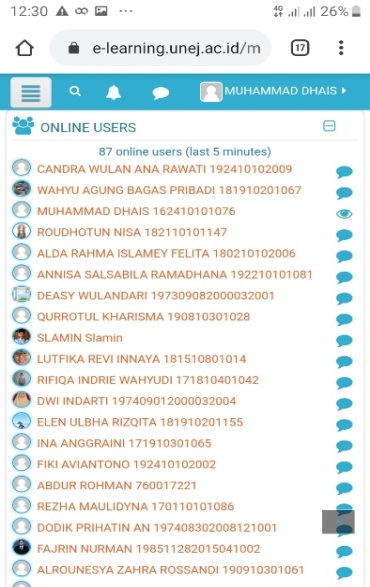 12:30 4G 26%
e-learning.unej.ac.id/m 17
MUHAMMAD DHAIS
ONLINE USERS
87 online users (last 5 minutes)
CANDRA WULAN ANA RAWATI 192410102009
WAHYU AGUNG BAGAS PRIBADI 181910201067
MUHAMMAD DHAIS 162410101076
ROUDHOTUN NISA 182110101147
ALDA RAHMA ISLAMEY FELITA 180210102006
ANNISA SALSABILA RAMADHANA 192210101081
DEASY WULANDARI 197309082000032001
QURROTUL KHARISMA 190810301028
SLAMIN Slamin
LUTFIKA REVI INNAYA 181510801014
RIFIQA INDRIE WAHYUDI 171810401042
DWI INDARTI 197409012000032004
ELEN ULBHA RIZQITA 181910201155
INA ANGGRAINI 171910301065
FIKI AVIANTONO 192410102002
ABDUR ROHMAN 760017221
REZHA MAULIDYNA 170110101086
DODIK PRIHATIN AN 197408302008121001
FAJRIN NURMAN 198511282015041002
ALROUNESYA ZAHRA ROSSANDI 190910301061